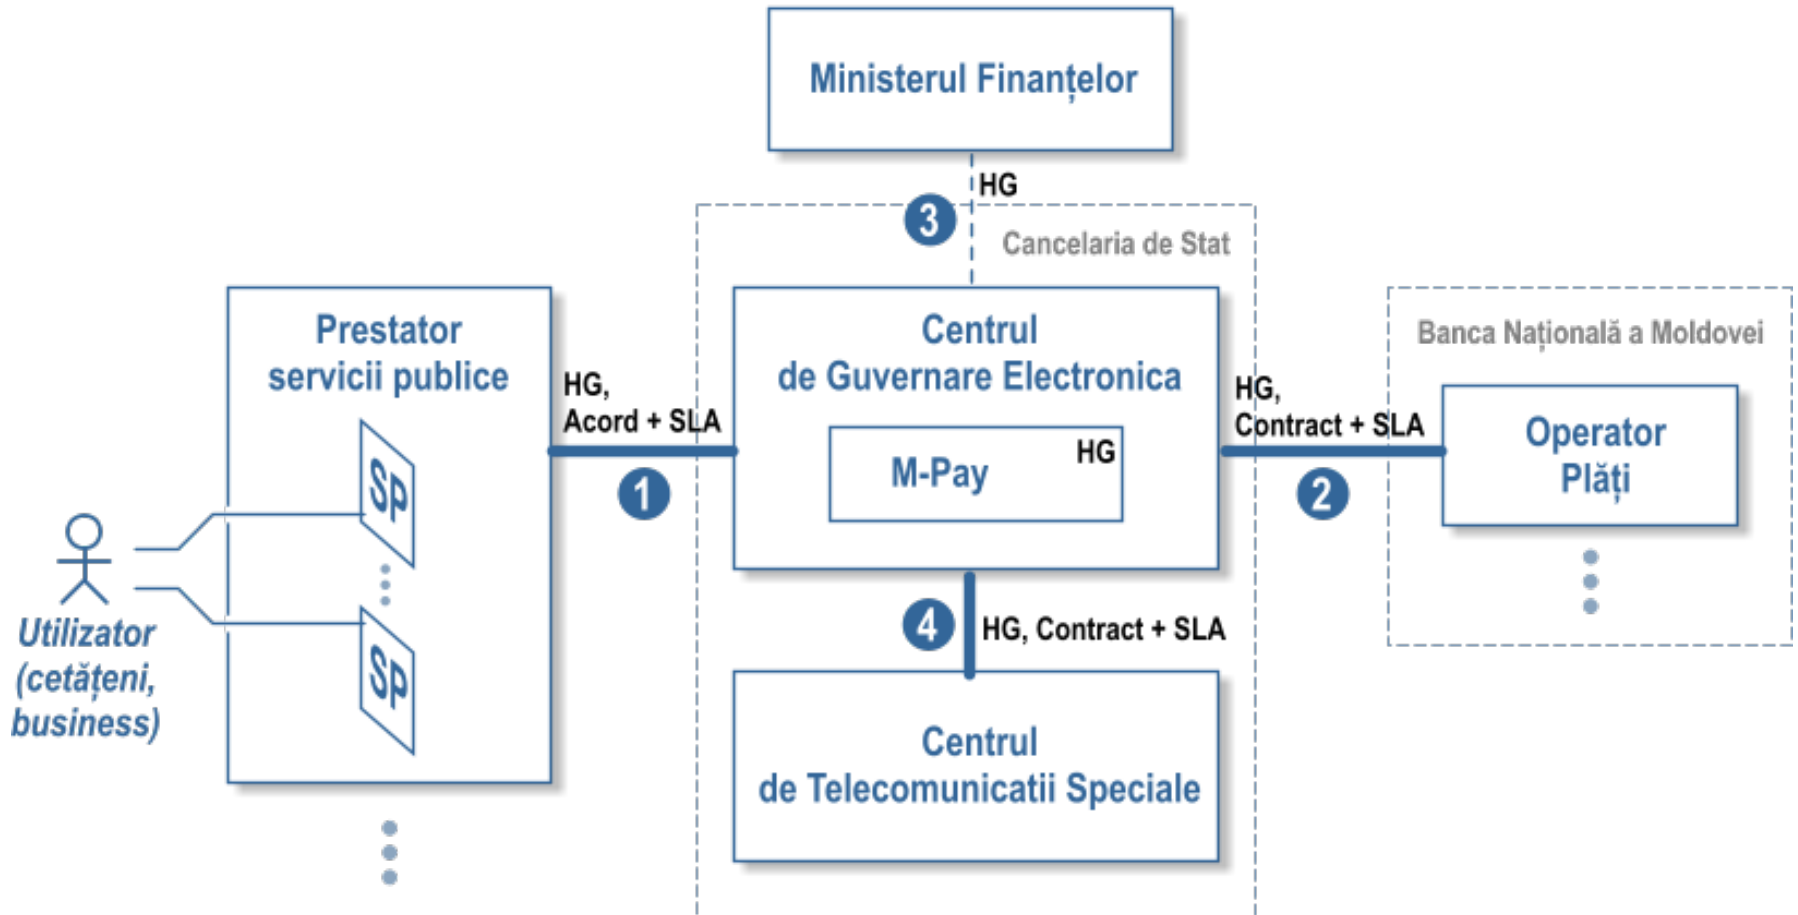 Ministerul Finanțelor
HG
3
Cancelaria de Stat
Prestator
servicii publice
SP
SP
Utilizator
(cetățeni,
business)
HG,
Acord + SLA
1
Centrul
de Guvernare Electronica
M-Pay
HG
HG,
Contract + SLA
2
Banca Națională a Moldovei
Operator
Plăți
4
HG, Contract + SLA
Centrul
de Telecomunicatii Speciale